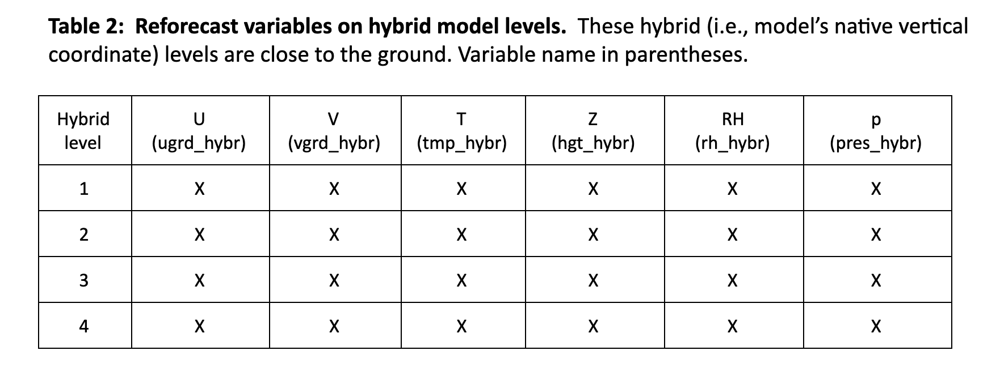 Table 2:  Reforecast variables on hybrid model levels.  These hybrid (i.e., model’s native vertical
coordinate) levels are close to the ground. Variable name in parentheses.
Hybrid level U (ugrd_hybr) V (vgrd_hybr) T (tmp_hybr) Z (hgt_hybr) RH (rh_hybr) p (pres_hybr)
1 X X X X X X
2 X X X X X X
3 X X X X X X
4 X X X X X X